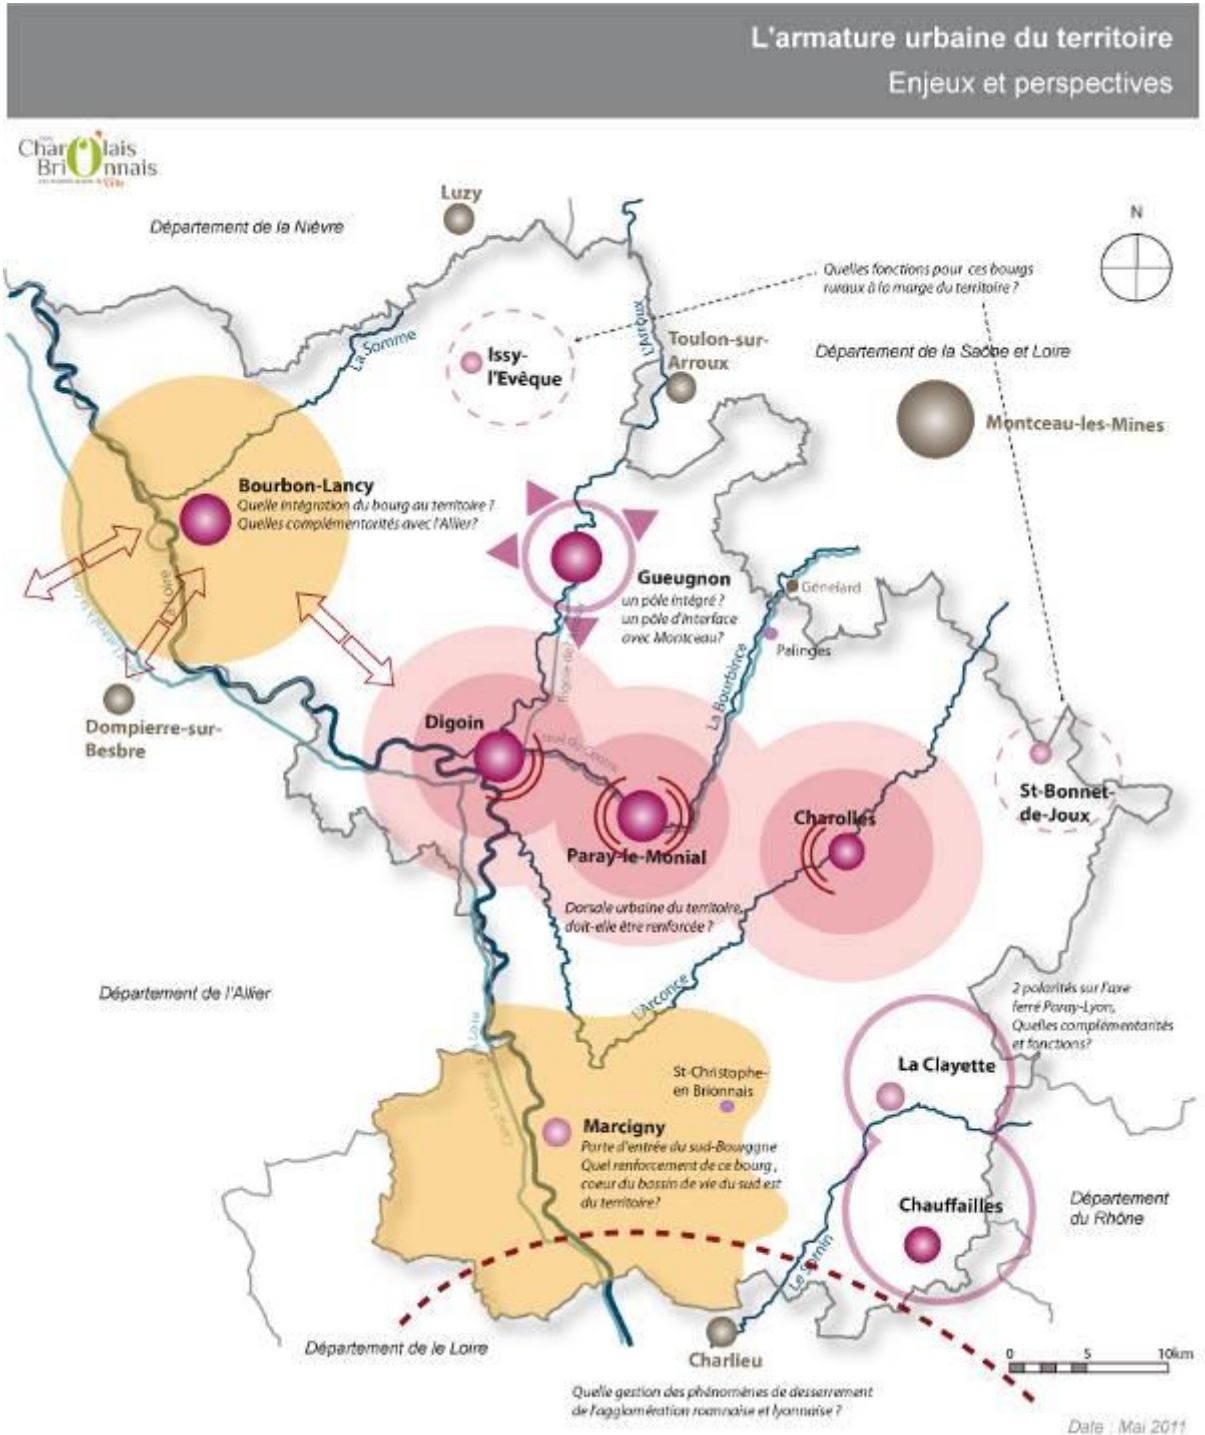 L'armature urbaine du territoire
Enjeux et perspectives
Charolais
Brionnais
Luzy
Département de la Nièvre
N
Quelles fonctions pour ces bourgs
ruraux à la marge du territoire ?
La Somme
L'Arroux
Toulon-sur-
Arroux
Département de la Saône et Loire
Issy-
l'Evêque
Montceau-les-Mines
Bourbon-Lancy
Quelle intégration du bourg au territoire ?
Quelles complémentarités avec l'Allier?
Gueugnon
un pôle intégré ?
un pôle d'interface
avec Montceau?
Génelard
Palinges
La Loire
Rigole de
La Bourbince
Dompierre-sur-
Besbre
Digoin
du Centre
St-Bonnet-
de-Joux
Charolles
Paray-le-Monial
Dorsale urbaine du territoire,
doit-elle être renforcée ?
Département de l'Allier
L'Arconce
2 polarités sur l'axe
ferré Paray-Lyon,
Quelles complémentarités
et fonctions?
La Clayette
St-Christophe-
en Brionnais
Marcigny
Porte d'entrée du sud-Bourgogne
Quel renforcement de ce bourg,
coeur du bassin de vie du sud est
du territoire?
Chauffailles
Département
du Rhône
Le Sornin
Département de le Loire
Charlieu
0 5 10km
Quelle gestion des phénomènes de desserrement
de l'agglomération roannaise et lyonnaise ?
Date : Mai 2011